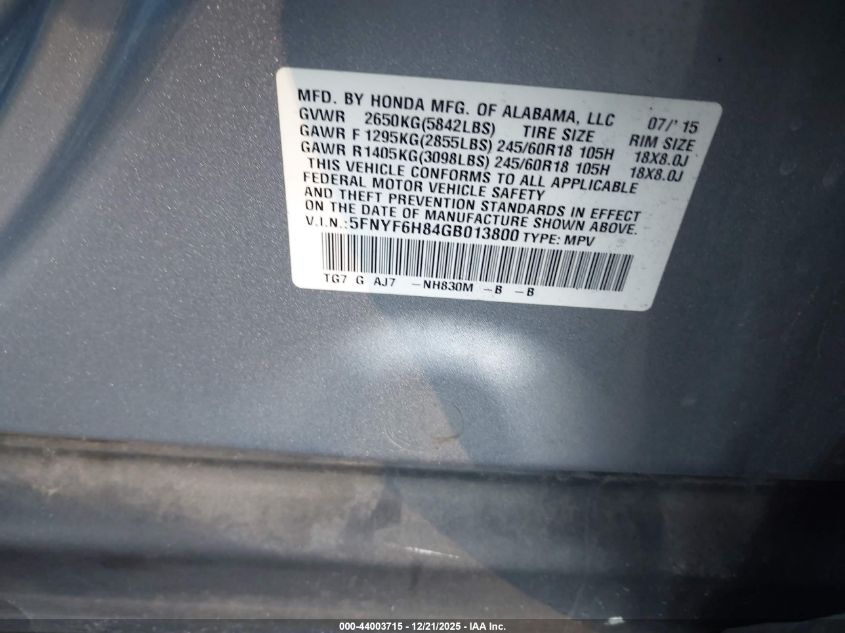 MFD. BY HONDA MFG. OF ALABAMA, LLC 07/'15
GVWR 2650KG(5842LBS) TIRE SIZE RIM SIZE
GAWR F 1295KG(2855LBS) 245/60R18 105H 18X8.0J
GAWR R1405KG(3098LBS) 245/60R18 105H 18X8.0J
THIS VEHICLE CONFORMS TO ALL APPLICABLE
FEDERAL MOTOR VEHICLE SAFETY
AND THEFT PREVENTION STANDARDS IN EFFECT
ON THE DATE OF MANUFACTURE SHOWN ABOVE.
V.I.N.:5FNYF6H84GB013800 TYPE: MPV
TG7 G AJ7 -NH830M -B -B
000-44003715 - 12/21/2025 - IAA Inc.